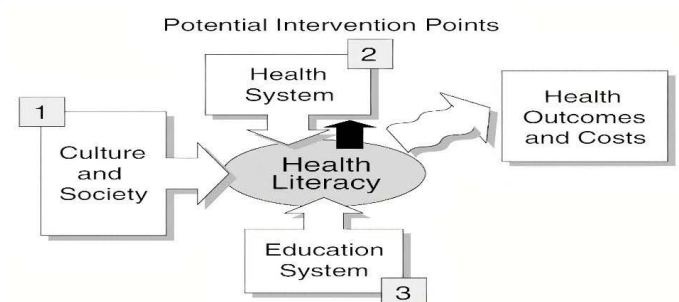 Potential Intervention Points
2
Health
System
1
Culture
and
Society
Health
Literacy
Health
Outcomes
and Costs
Education
System
3